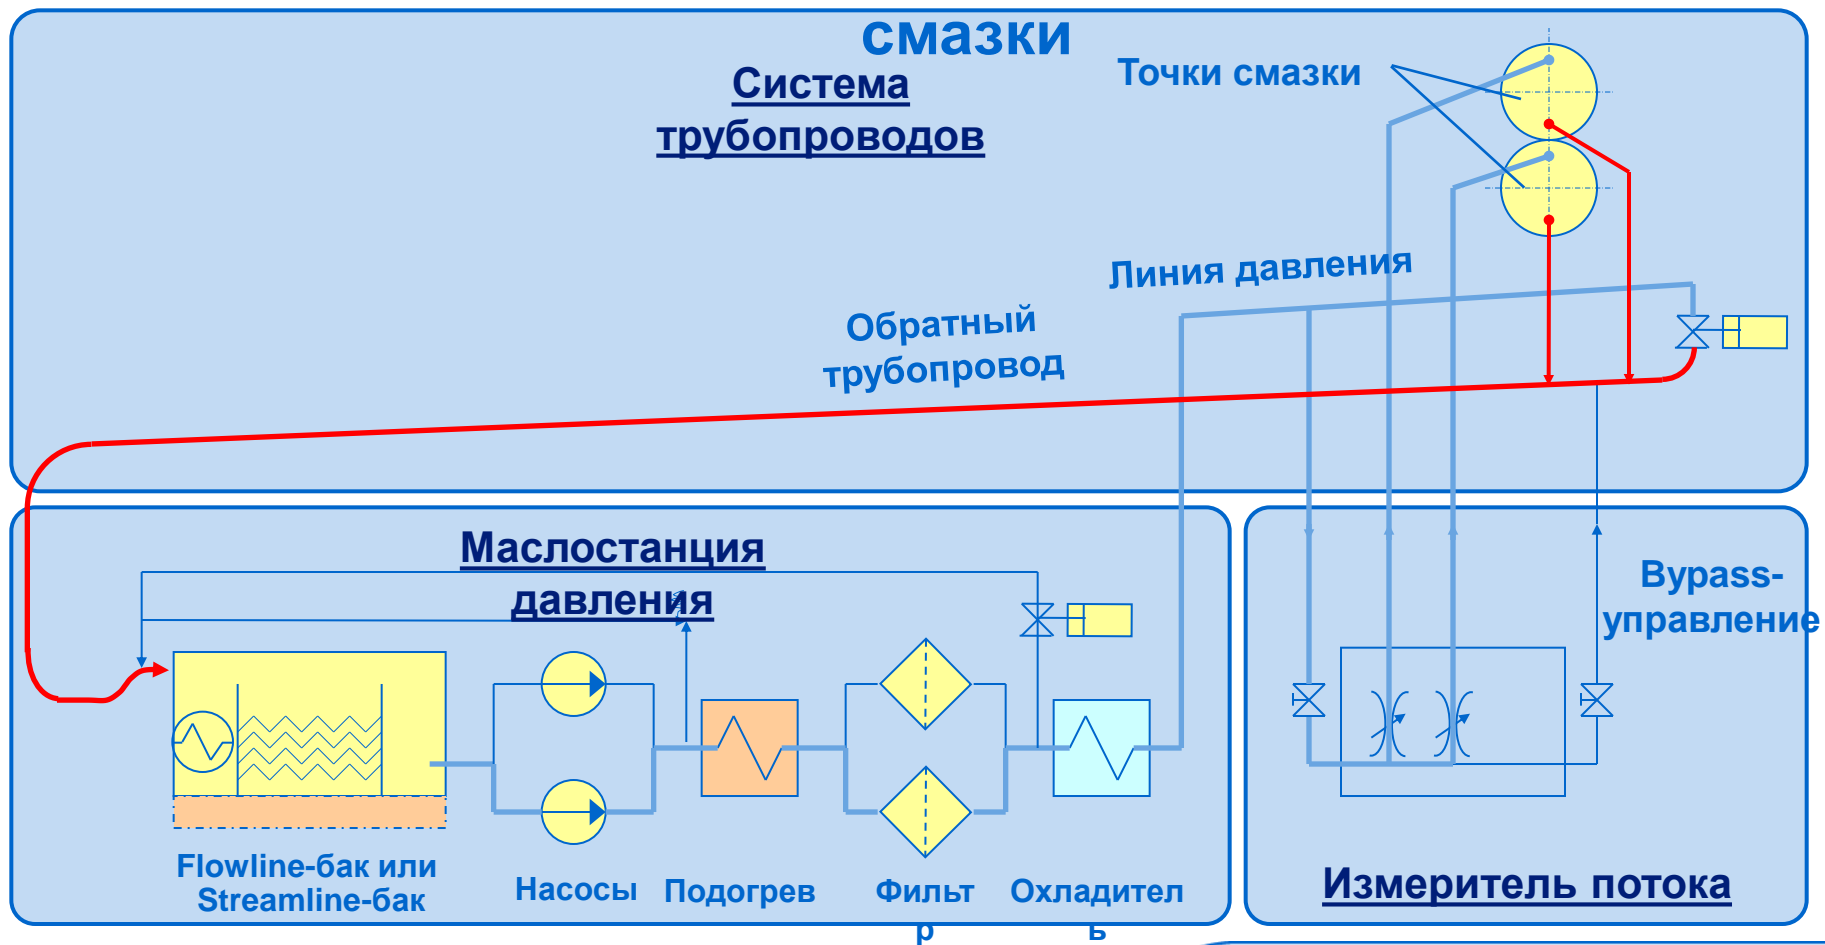 смазки
Система
трубопроводов
Точки смазки
Линия давления
Обратный
трубопровод
Маслостанция
давления
Bypass-
управление
Flowline-бак или
Streamline-бак
Насосы
Подогрев
Фильт
р
Охладител
ь
Измеритель потока